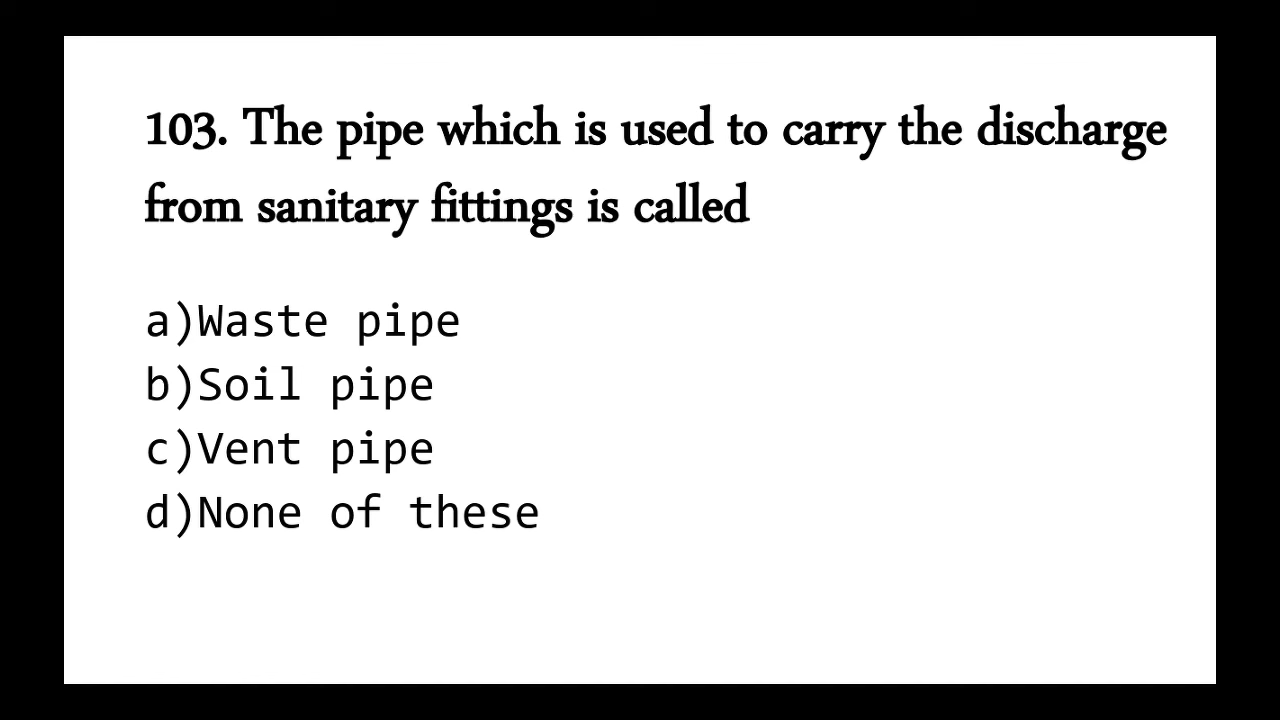 103. The pipe which is used to carry the discharge
from sanitary fittings is called
a)Waste pipe
b)Soil pipe
c)Vent pipe
d)None of these